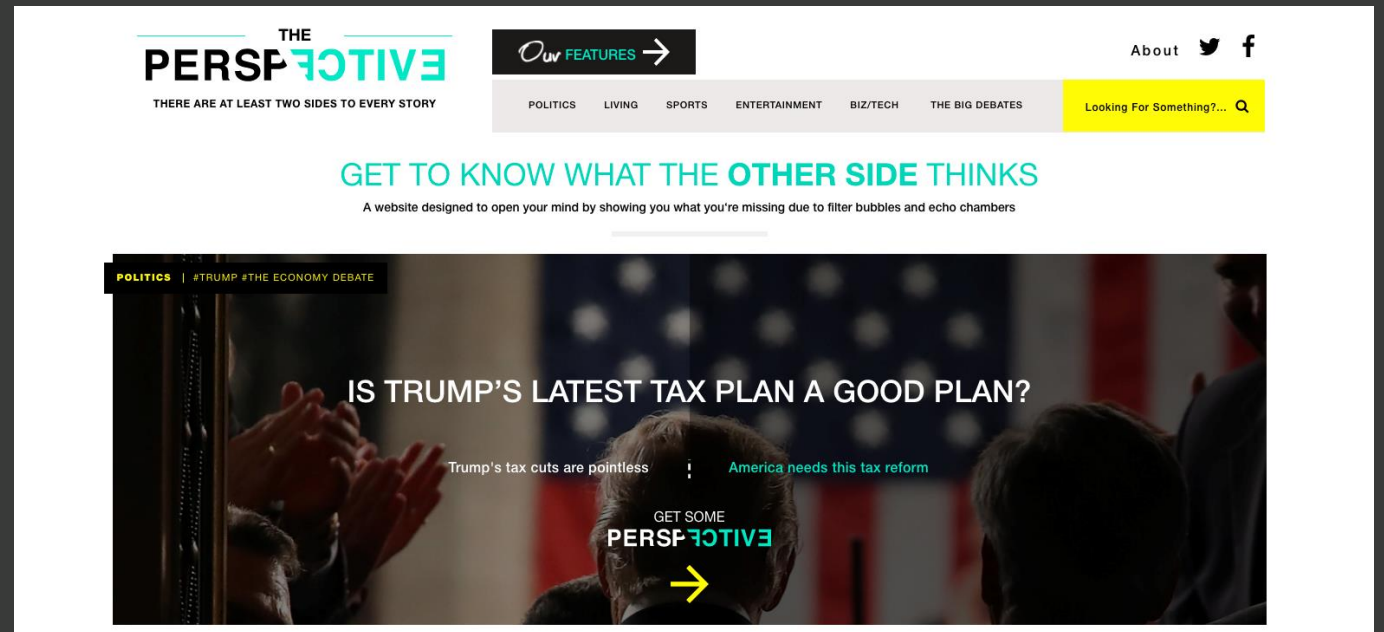 THE
PERSPECTIVE
THERE ARE AT LEAST TWO SIDES TO EVERY STORY
Our FEATURES
About
POLITICS LIVING SPORTS ENTERTAINMENT BIZ/TECH THE BIG DEBATES
Looking For Something?...
GET TO KNOW WHAT THE OTHER SIDE THINKS
A website designed to open your mind by showing you what you're missing due to filter bubbles and echo chambers
POLITICS | #TRUMP #THE ECONOMY DEBATE
IS TRUMP'S LATEST TAX PLAN A GOOD PLAN?
Trump's tax cuts are pointless
America needs this tax reform
GET SOME
PERSPECTIVE